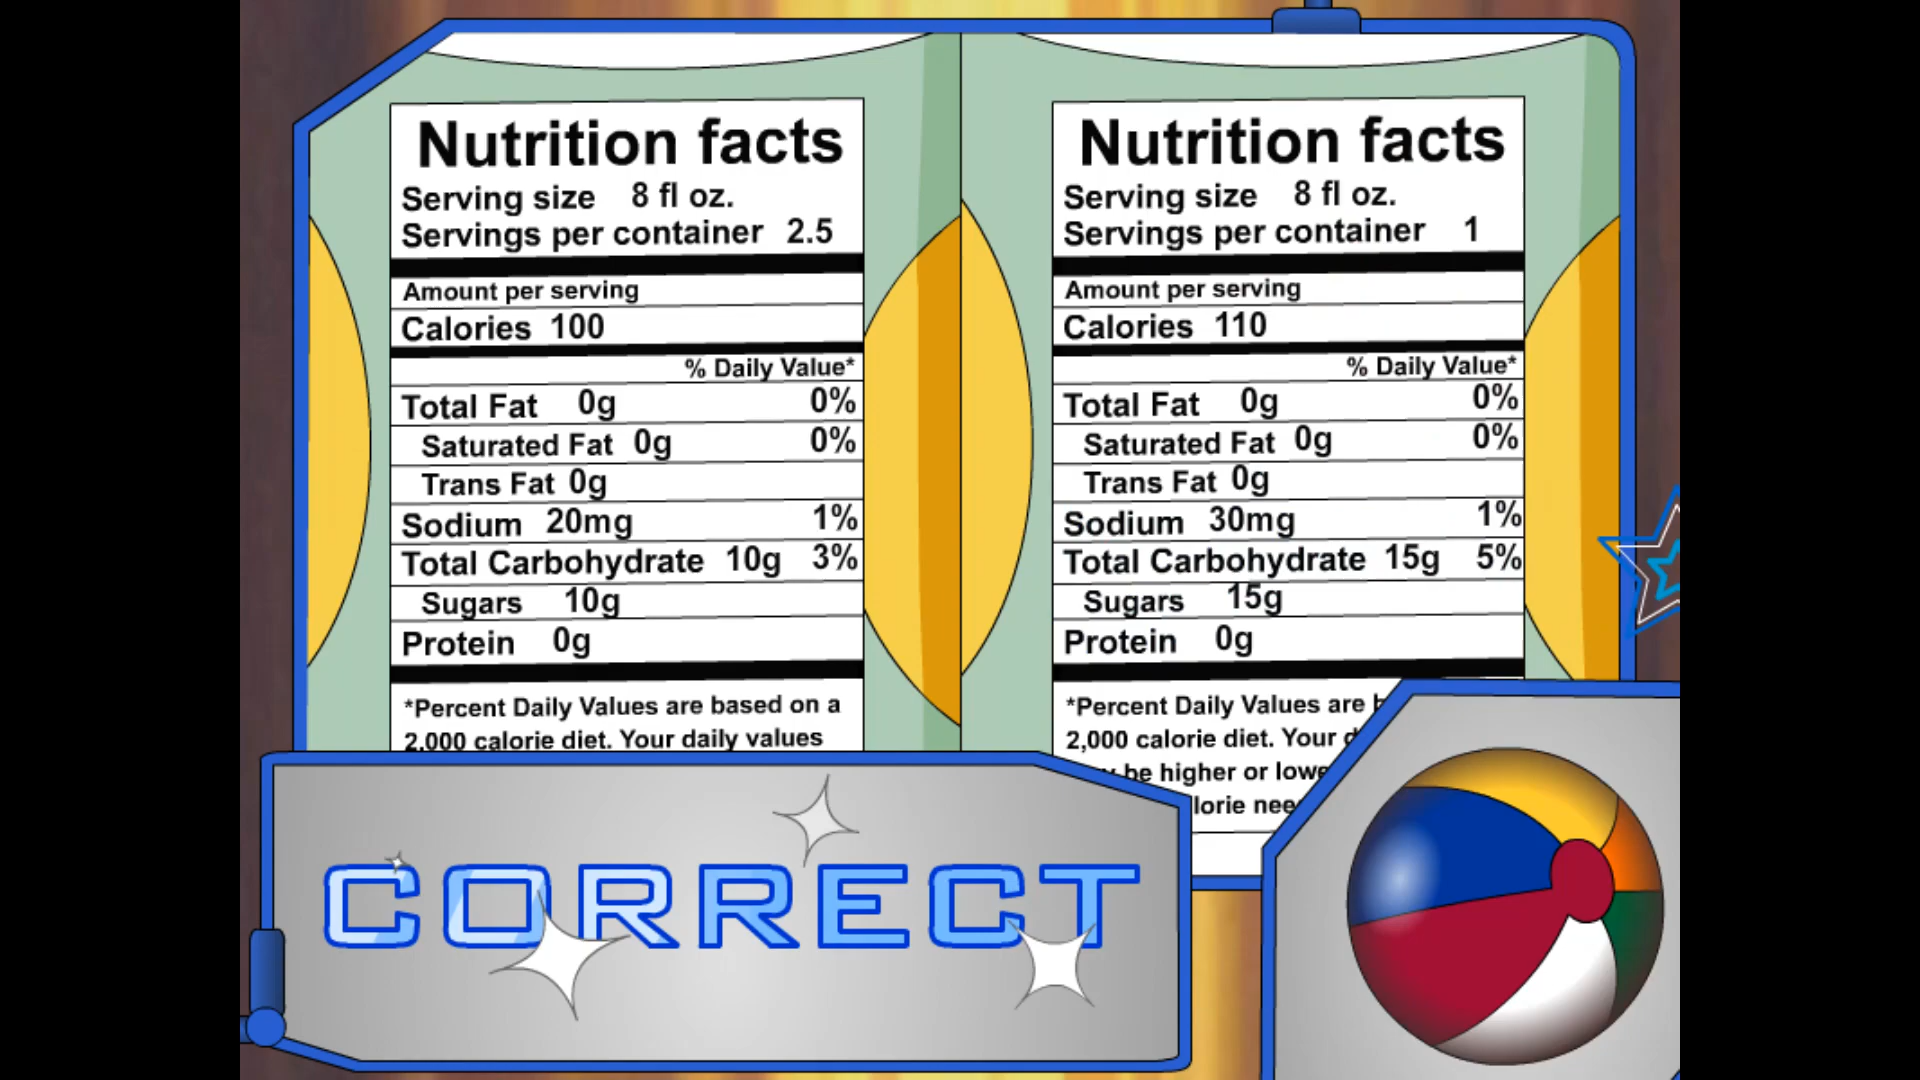 Nutrition facts
Serving size 8 fl oz.
Servings per container 2.5
Amount per serving
Calories 100
% Daily Value*
Total Fat 0g 0%
Saturated Fat 0g 0%
Trans Fat 0g
Sodium 20mg 1%
Total Carbohydrate 10g 3%
Sugars 10g
Protein 0g
*Percent Daily Values are based on a
2,000 calorie diet. Your daily values
Nutrition facts
Serving size 8 fl oz.
Servings per container 1
Amount per serving
Calories 110
% Daily Value*
Total Fat 0g 0%
Saturated Fat 0g 0%
Trans Fat 0g
Sodium 30mg 1%
Total Carbohydrate 15g 5%
Sugars 15g
Protein 0g
*Percent Daily Values are
2,000 calorie diet. Your
be higher or
CORRECT